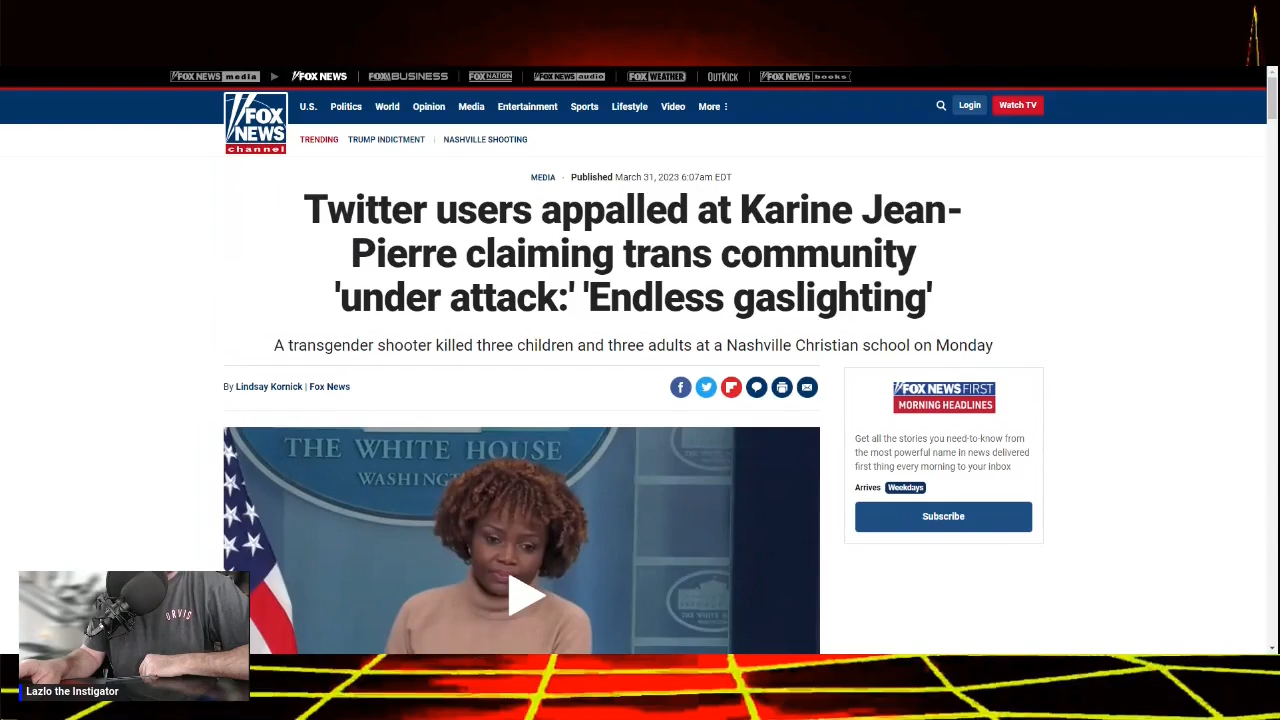 FOX NEWS media FOX NEWS FOX BUSINESS FOX NATION FOX NEWS audio FOX WEATHER OUTKICK FOX NEWS books
FOX NEWS channel
U.S. Politics World Opinion Media Entertainment Sports Lifestyle Video More Login Watch TV
TRENDING TRUMP INDICTMENT NASHVILLE SHOOTING
MEDIA · Published March 31, 2023 6:07am EDT
Twitter users appalled at Karine Jean-
Pierre claiming trans community
'under attack:' 'Endless gaslighting'
A transgender shooter killed three children and three adults at a Nashville Christian school on Monday
By Lindsay Kornick | Fox News
FOX NEWS FIRST
MORNING HEADLINES
Get all the stories you need-to-know from
the most powerful name in news delivered
first thing every morning to your inbox
Arrives Weekdays
Subscribe
THE WHITE HOUSE
WASHINGT
ORVIS
Lazlo the Instigator